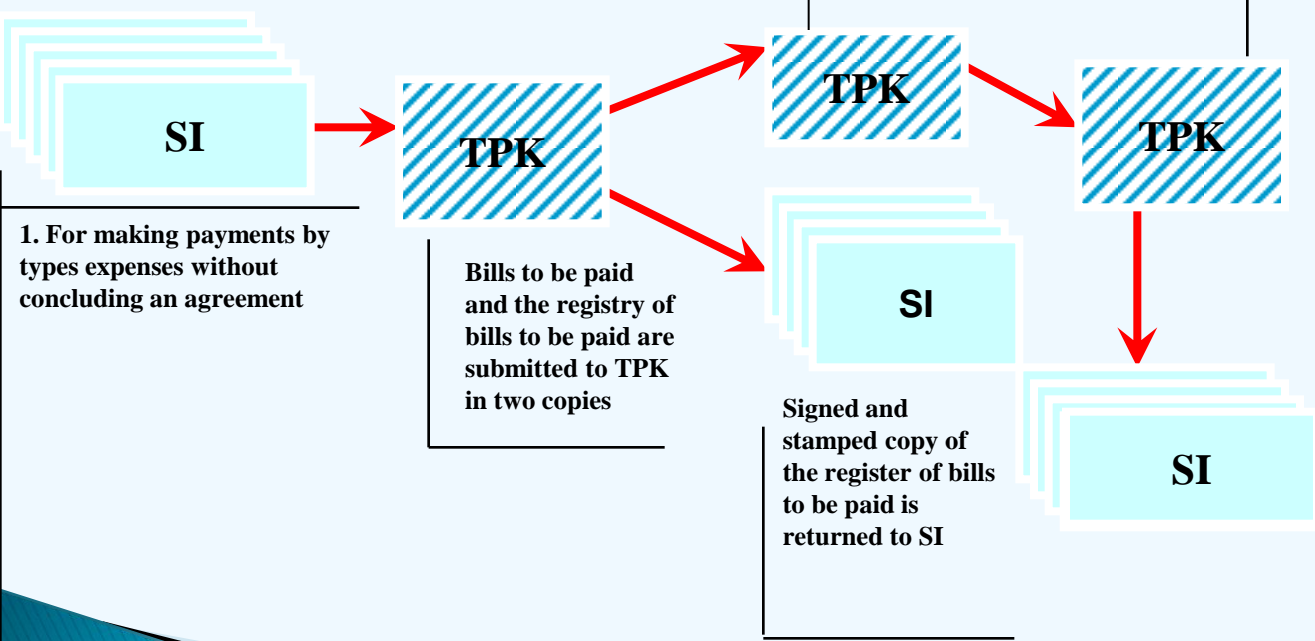 SI
1. For making payments by
types expenses without
concluding an agreement
TPK
Bills to be paid
and the registry of
bills to be paid are
submitted to TPK
in two copies
TPK
SI
Signed and
stamped copy of
the register of bills
to be paid is
returned to SI
TPK
SI